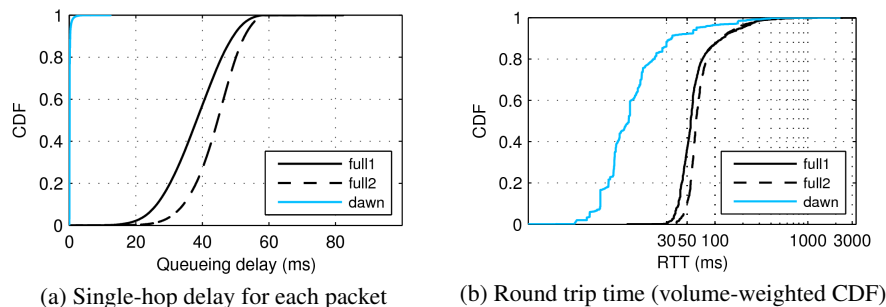 1
0.8
0.6
0.4
0.2
0
CDF
full1
full2
dawn
0 20 40 60 80
Queueing delay (ms)
(a) Single-hop delay for each packet
1
0.8
0.6
0.4
0.2
0
CDF
full1
full2
dawn
30 50 100 1000 3000
RTT (ms)
(b) Round trip time (volume-weighted CDF)